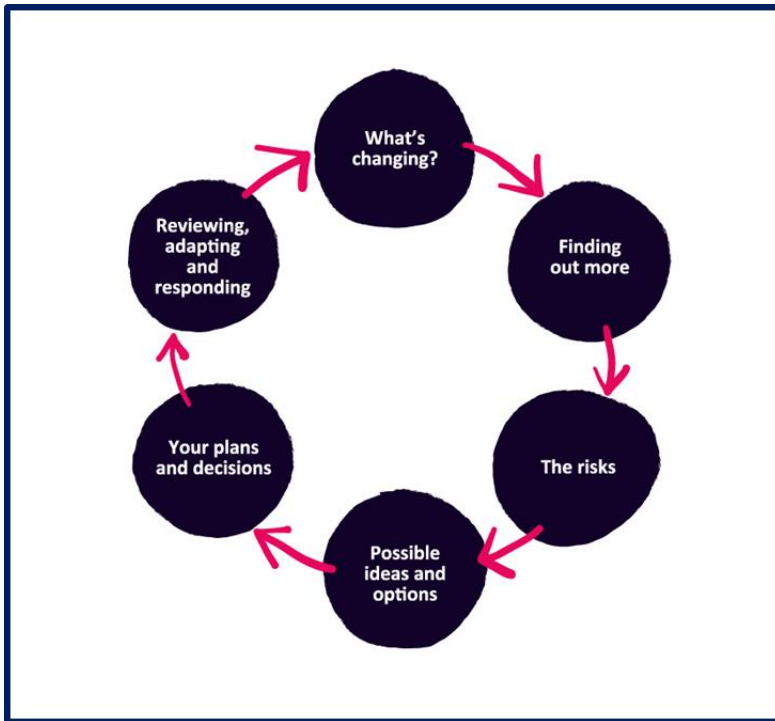 What's
changing?
Finding
out more
The risks
Possible
ideas and
options
Your plans
and decisions
Reviewing,
adapting
and
responding